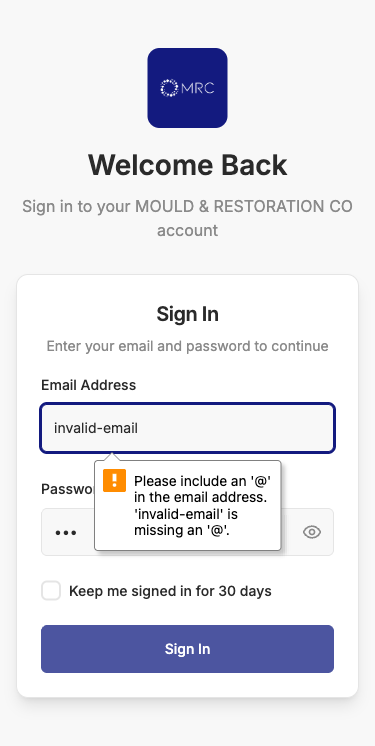 MRC
Welcome Back
Sign in to your MOULD & RESTORATION CO
account
Sign In
Enter your email and password to continue
Email Address
invalid-email
Please include an '@'
in the email address.
'invalid-email' is
missing an '@'.
Keep me signed in for 30 days
Sign In